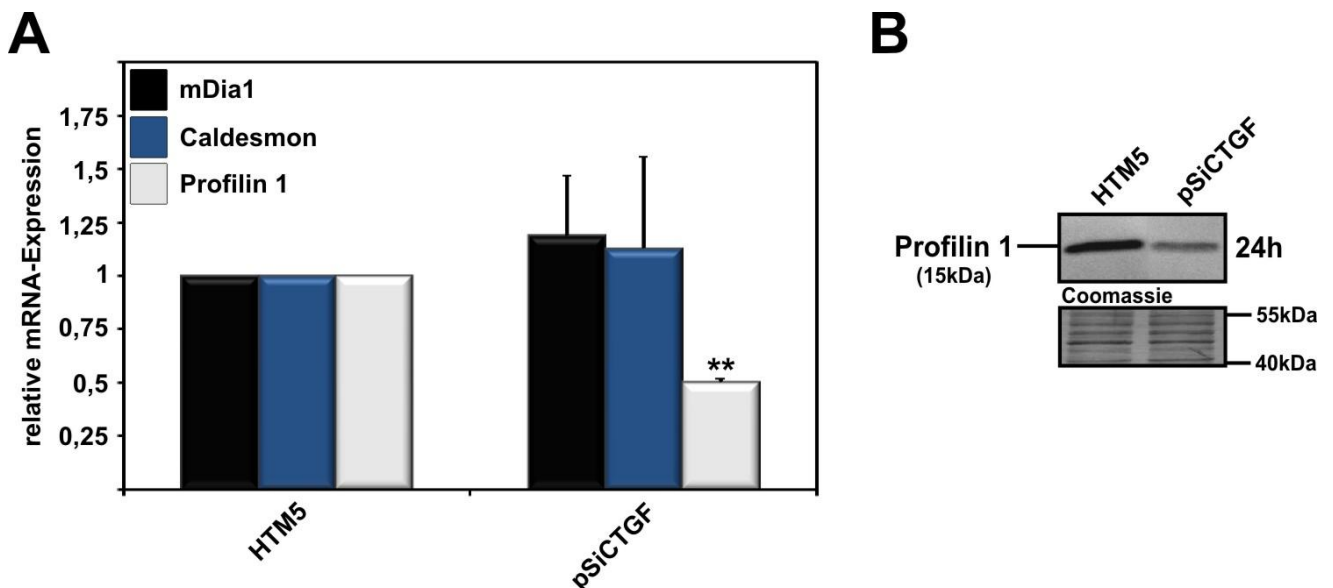 A
B
mDia1
Caldesmon
Profilin 1
relative mRNA-Expression
1,75
1,5
1,25
1
0,75
0,5
0,25
**
HTM5
pSiCTGF
HTM5
pSiCTGF
Profilin 1
(15kDa)
24h
Coomassie
55kDa
40kDa